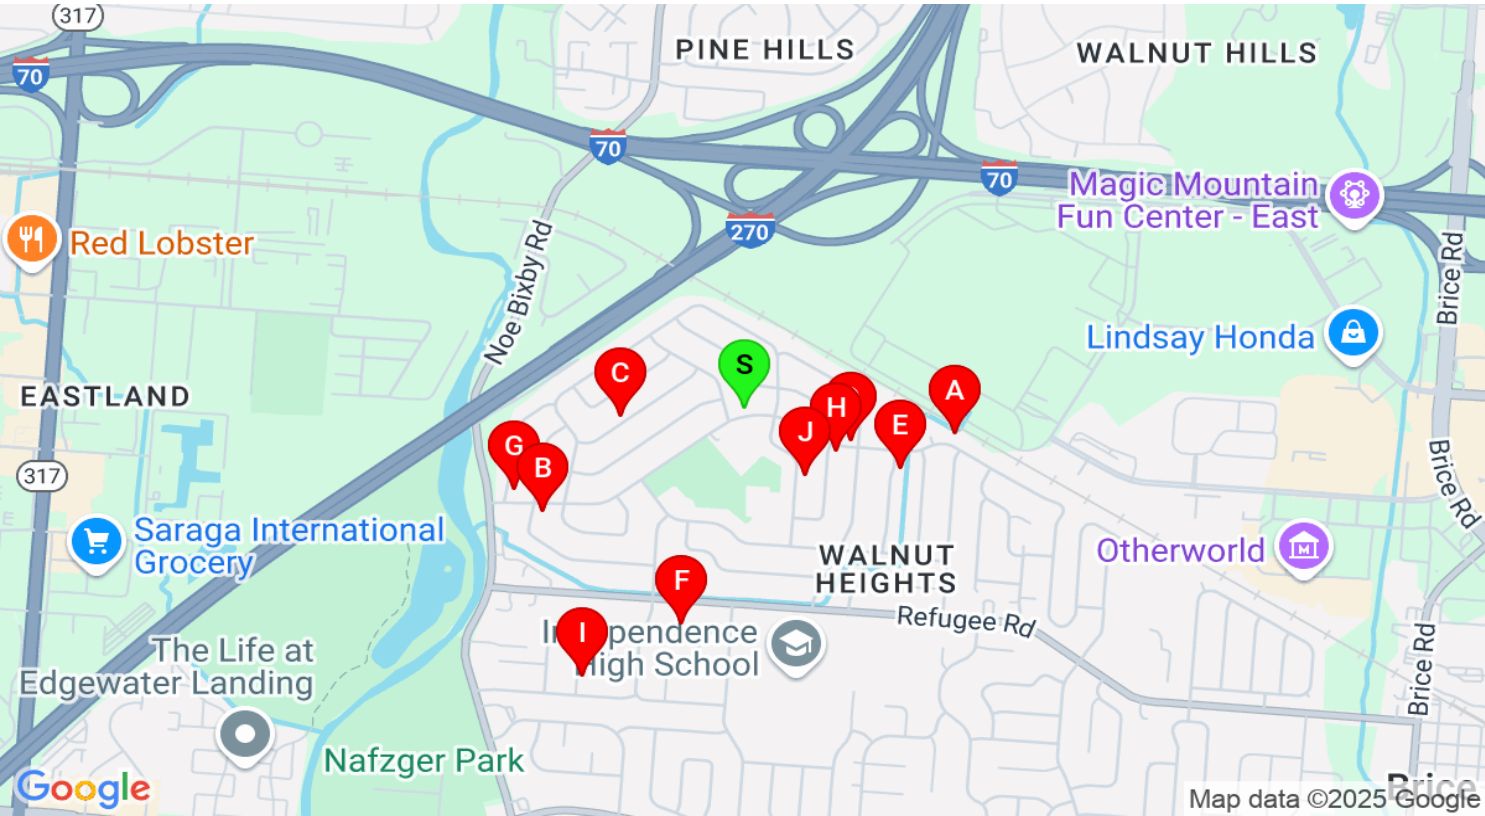 317
PINE HILLS
WALNUT HILLS
70
70
70
Magic Mountain
Fun Center - East
270
Red Lobster
Noe Bixby Rd
Brice Rd
Lindsay Honda
S
C
A
EASTLAND
H
E
J
G
B
317
Brice Rd
Saraga International
Grocery
Otherworld
WALNUT
HEIGHTS
F
Refugee Rd
I
High School
The Life at
Edgewater Landing
Brice Rd
M
Nafzger Park
Google
Brice
Map data ©2025 Google